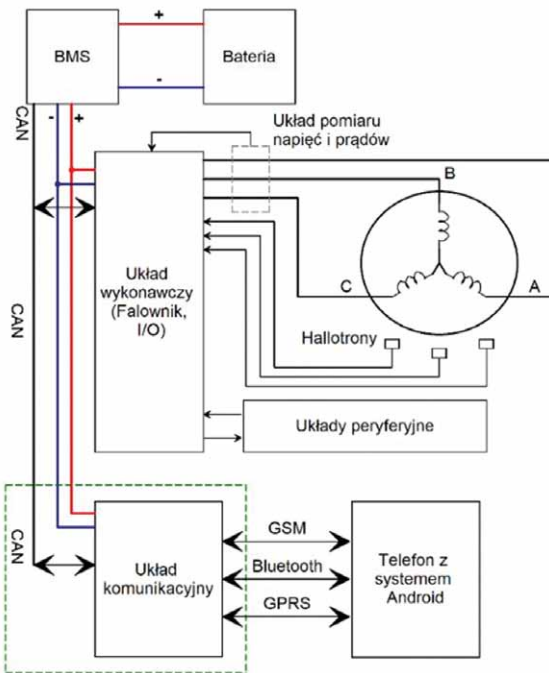 +
BMS
Bateria
-
CAN
-
+
Układ pomiaru
napięć i prądów
B
Układ
wykonawczy
(Falownik,
I/O)
C
A
CAN
Hallotrony
Układy peryferyjne
CAN
Układ
komunikacyjny
GSM
Bluetooth
GPRS
Telefon z
systemem
Android